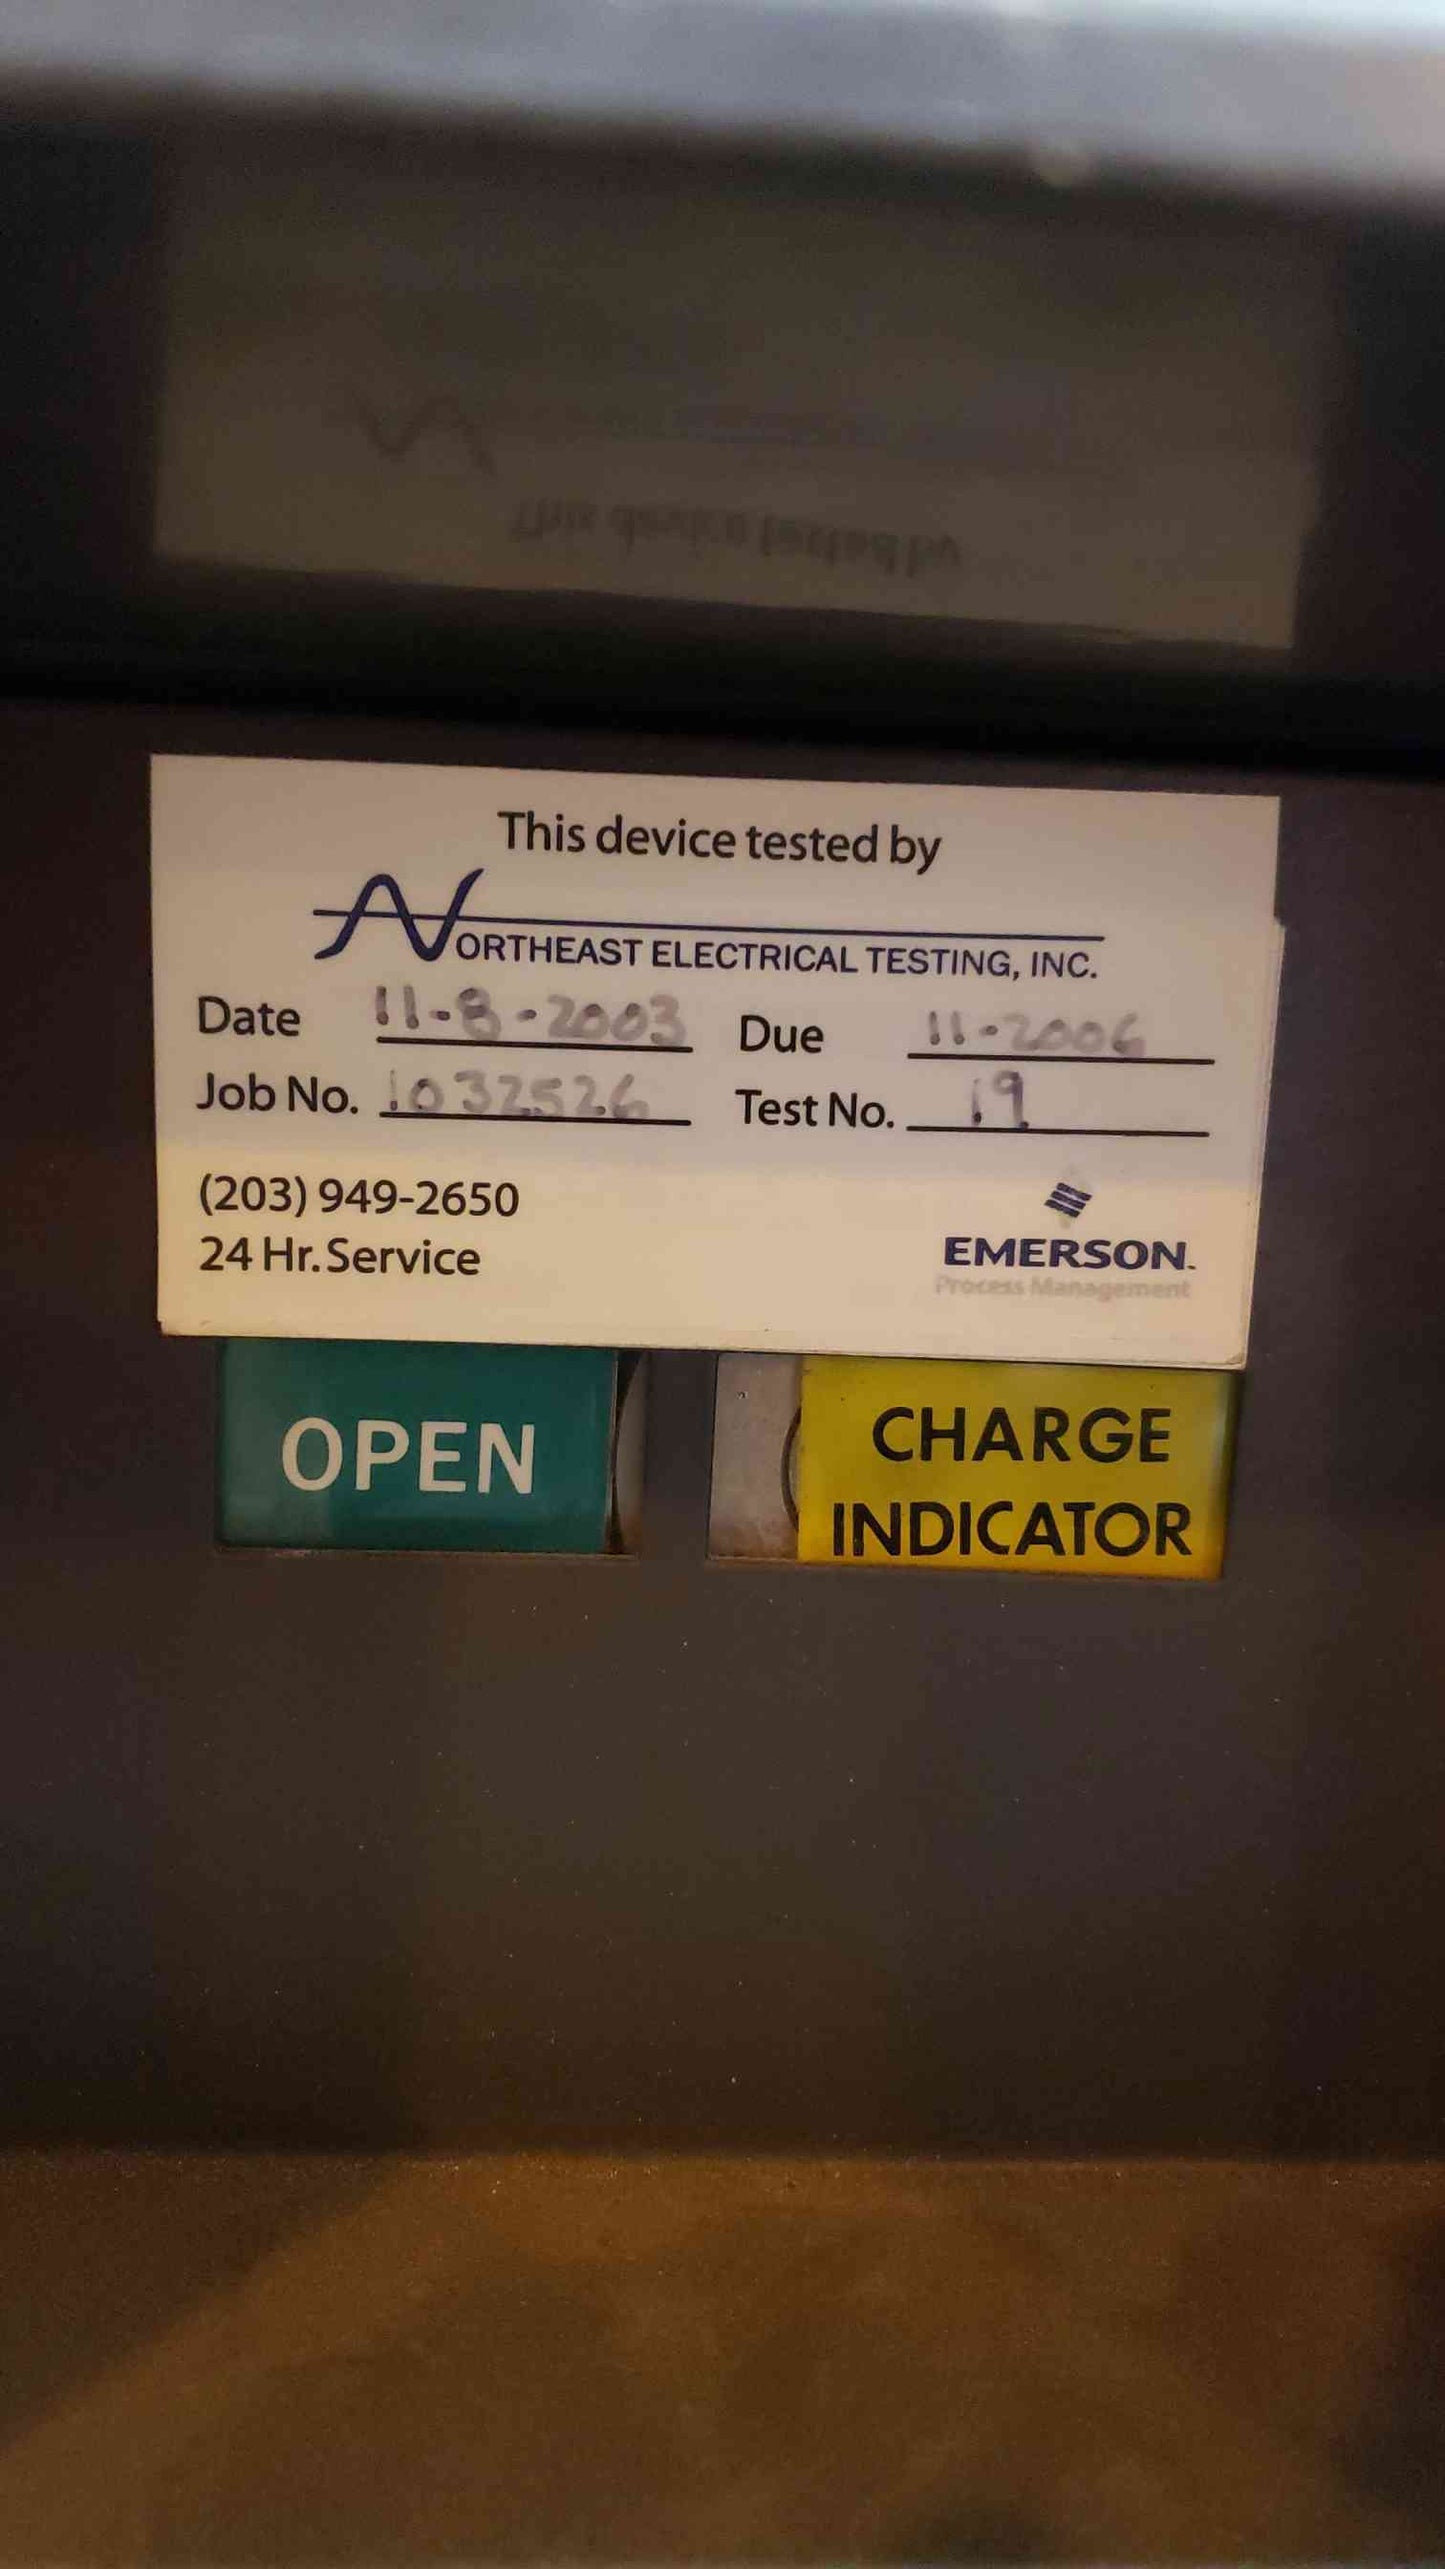 This device tested by
NORTHEAST ELECTRICAL TESTING, INC.
Date 11-8-2003 Due 11-2006
Job No. 1032526 Test No. 19
(203) 949-2650
24 Hr. Service
EMERSON.
Process Management
OPEN
CHARGE
INDICATOR